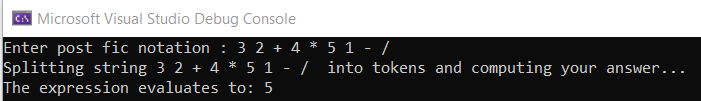 Microsoft Visual Studio Debug Console
Enter post fic notation : 3 2 + 4 * 5 1 - /
Splitting string 3 2 + 4 * 5 1 - /  into tokens and computing your answer...
The expression evaluates to: 5